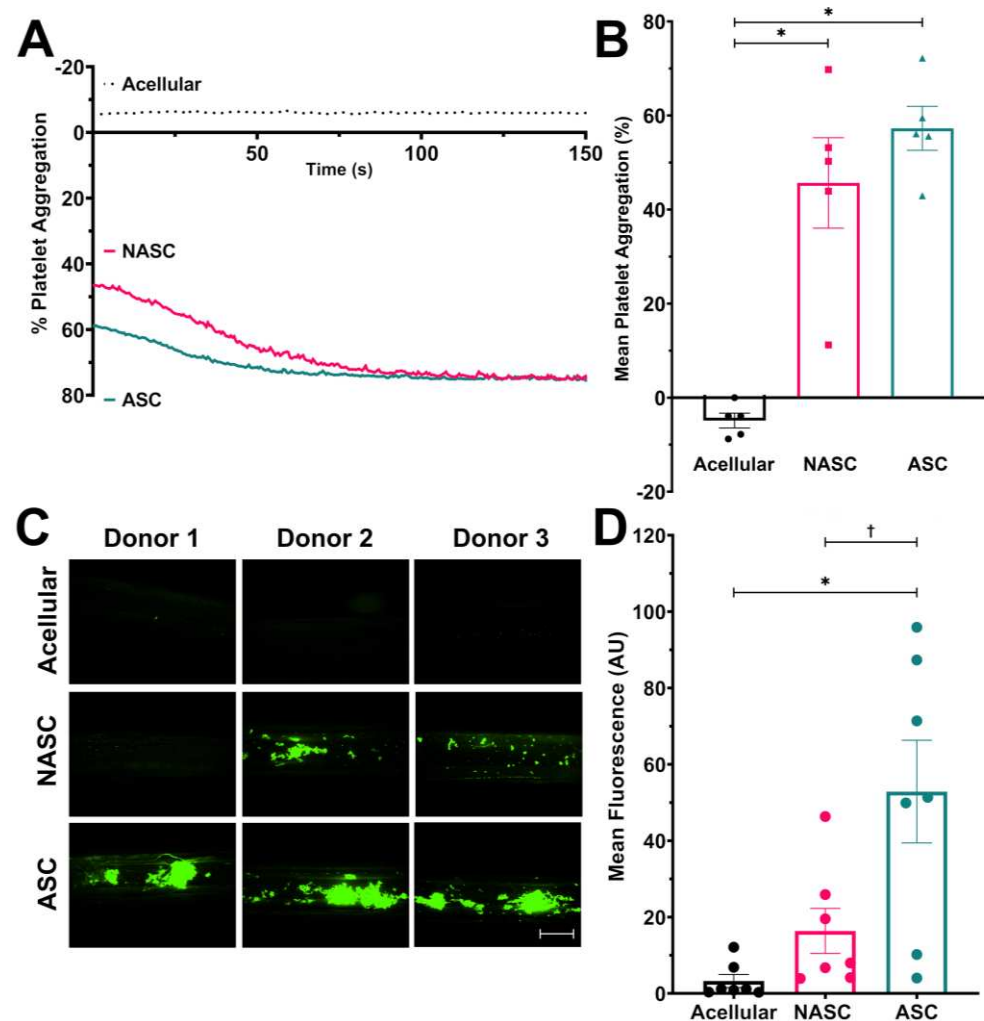 A
-20
Acellular
0
50
100
150
Time (s)
20
40
60
80
% Platelet Aggregation
NASC
ASC
B
*
*
80
60
40
20
0
-20
Mean Platelet Aggregation (%)
Acellular
NASC
ASC
C
Donor 1
Donor 2
Donor 3
Acellular
NASC
ASC
D
†
*
120
100
80
60
40
20
0
Mean Fluorescence (AU)
Acellular
NASC
ASC